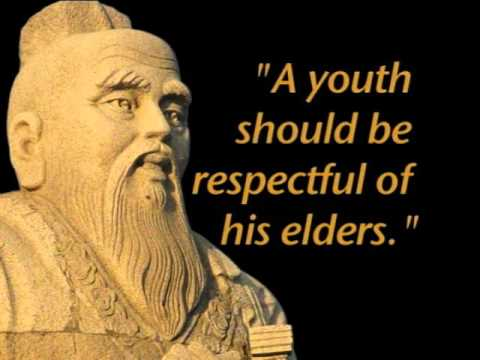 "A youth
should be
respectful of
his elders."